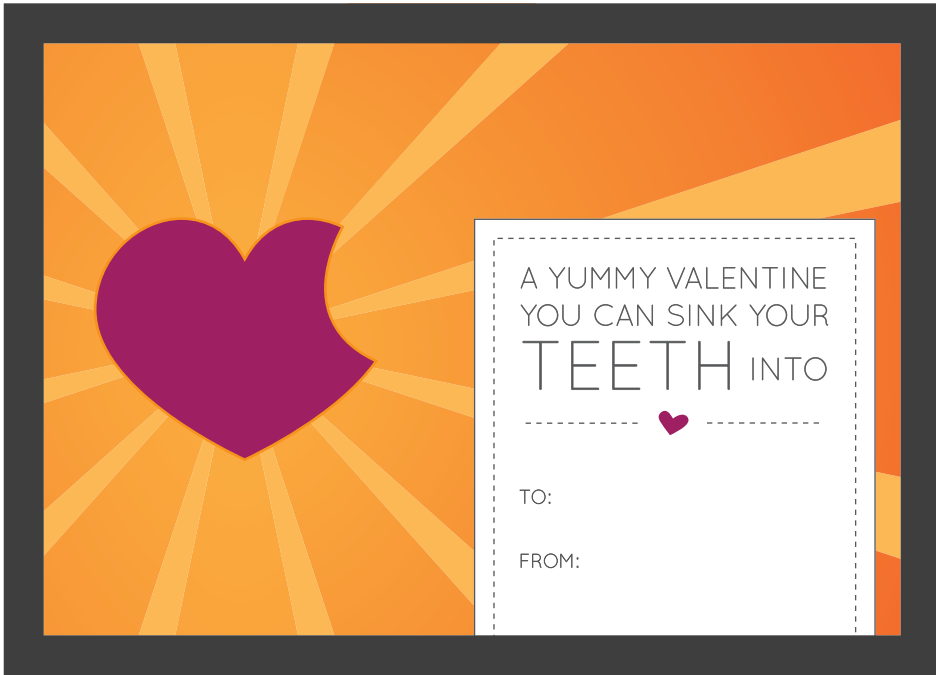 A YUMMY VALENTINE
YOU CAN SINK YOUR
TEETH INTO
TO:
FROM: